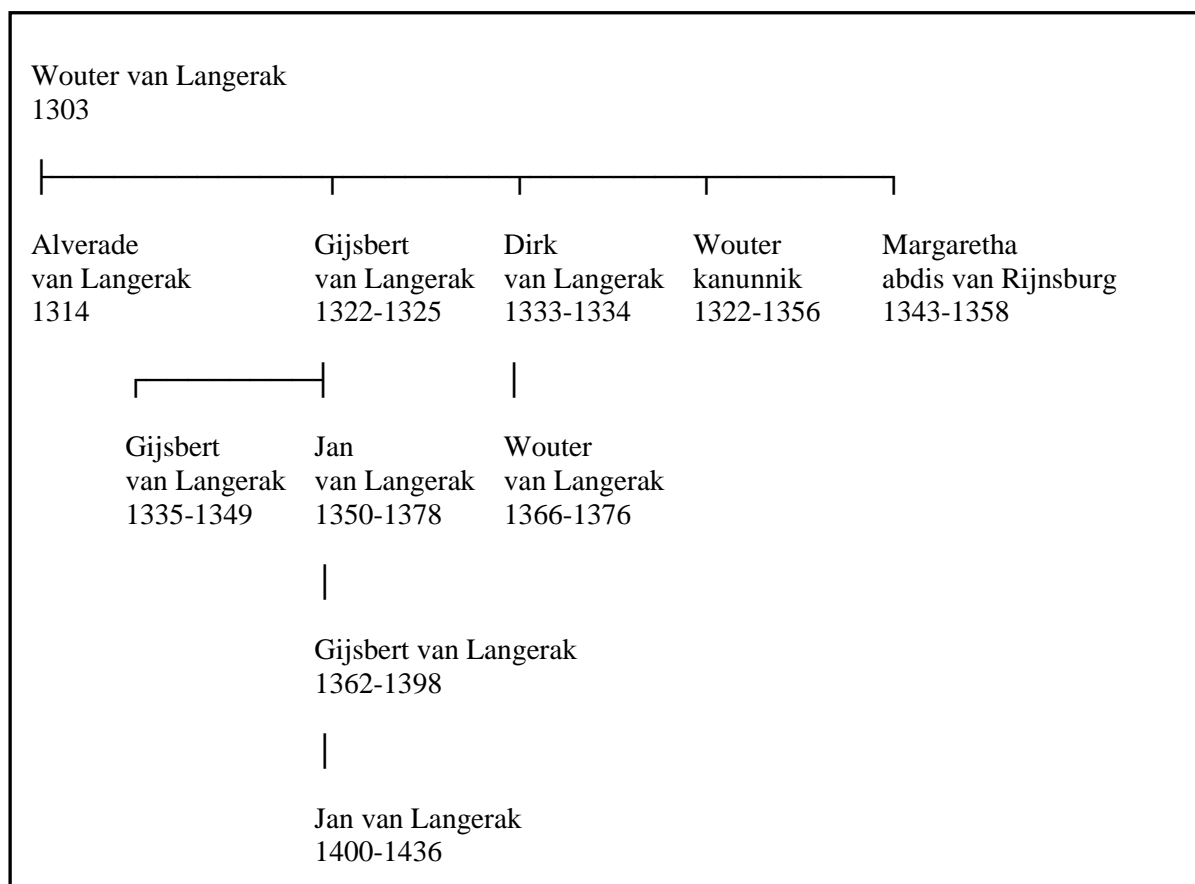 Wouter van Langerak
1303
Alverade
van Langerak
1314
Gijsbert
van Langerak
1322-1325
Dirk
van Langerak
1333-1334
Wouter
kanunnik
1322-1356
Margaretha
abdis van Rijnsburg
1343-1358
Gijsbert
van Langerak
1335-1349
Jan
van Langerak
1350-1378
Wouter
van Langerak
1366-1376
Gijsbert van Langerak
1362-1398
Jan van Langerak
1400-1436